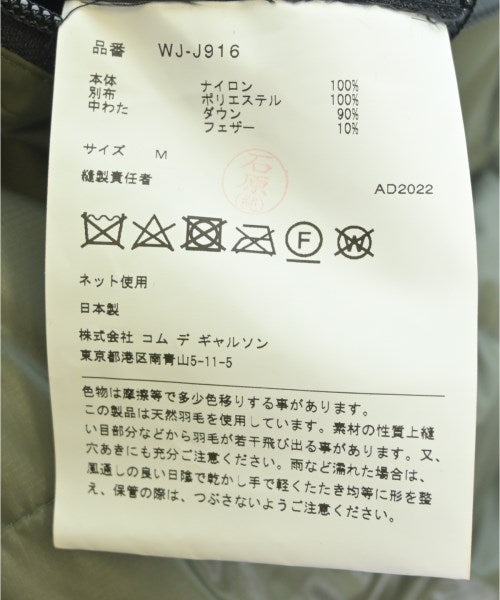 品番 WJ-J916
本体 ナイロン 100%
別布 ポリエステル 100%
中わた ダウン 90%
フェザー 10%
サイズ M
縫製責任者 石原(縫) AD2022
F W
ネット使用
日本製
株式会社 コム デ ギャルソン
東京都港区南青山5-11-5
色物は摩擦等で多少色移りする事があります。
この製品は天然羽毛を使用しています。素材の性質上縫
い目部分などから羽毛が若干飛び出る事があります。又、
穴あきにも充分ご注意ください。雨など濡れた場合は、
風通しの良い日陰で乾かし手で軽くたたき均等に形を整
え、保管の際は、つぶさないようご注意ください。